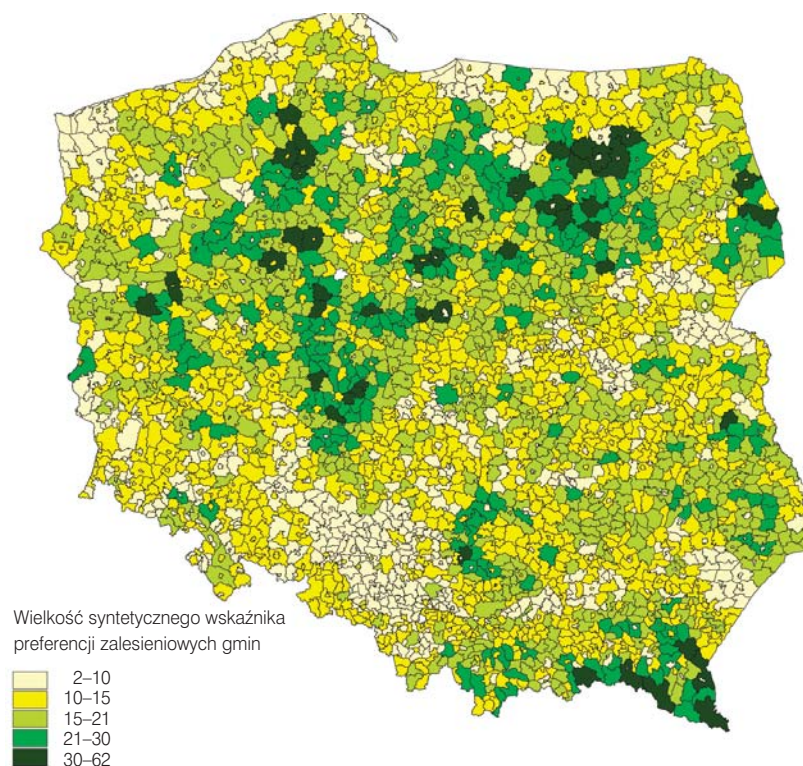 Wielkość syntetycznego wskaźnika
preferencji zalesieniowych gmin
2–10
10–15
15–21
21–30
30–62